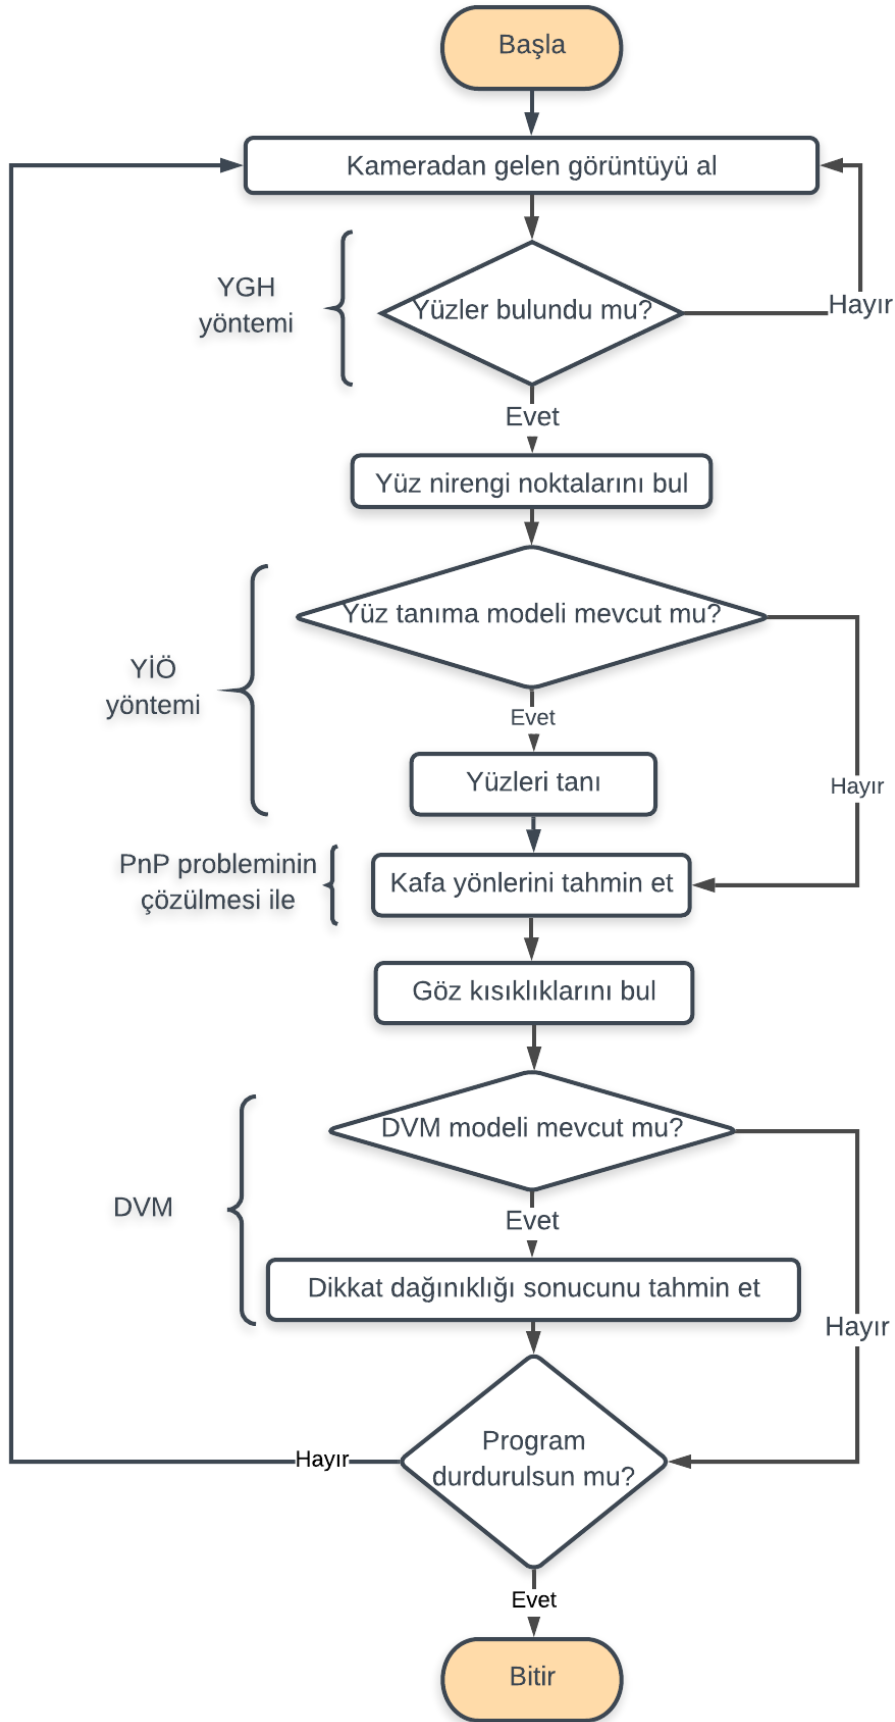 Başla
Kameradan gelen görüntüyü al
YGH
yöntemi
Yüzler bulundu mu?
Hayır
Evet
Yüz nirengi noktalarını bul
Yüz tanıma modeli mevcut mu?
YİÖ
yöntemi
Evet
Yüzleri tanı
Hayır
PnP probleminin
çözülmesi ile
Kafa yönlerini tahmin et
Göz kısıklıklarını bul
DVM modeli mevcut mu?
DVM
Evet
Dikkat dağınıklığı sonucunu tahmin et
Hayır
Program
durdurulsun mu?
Hayır
Evet
Bitir